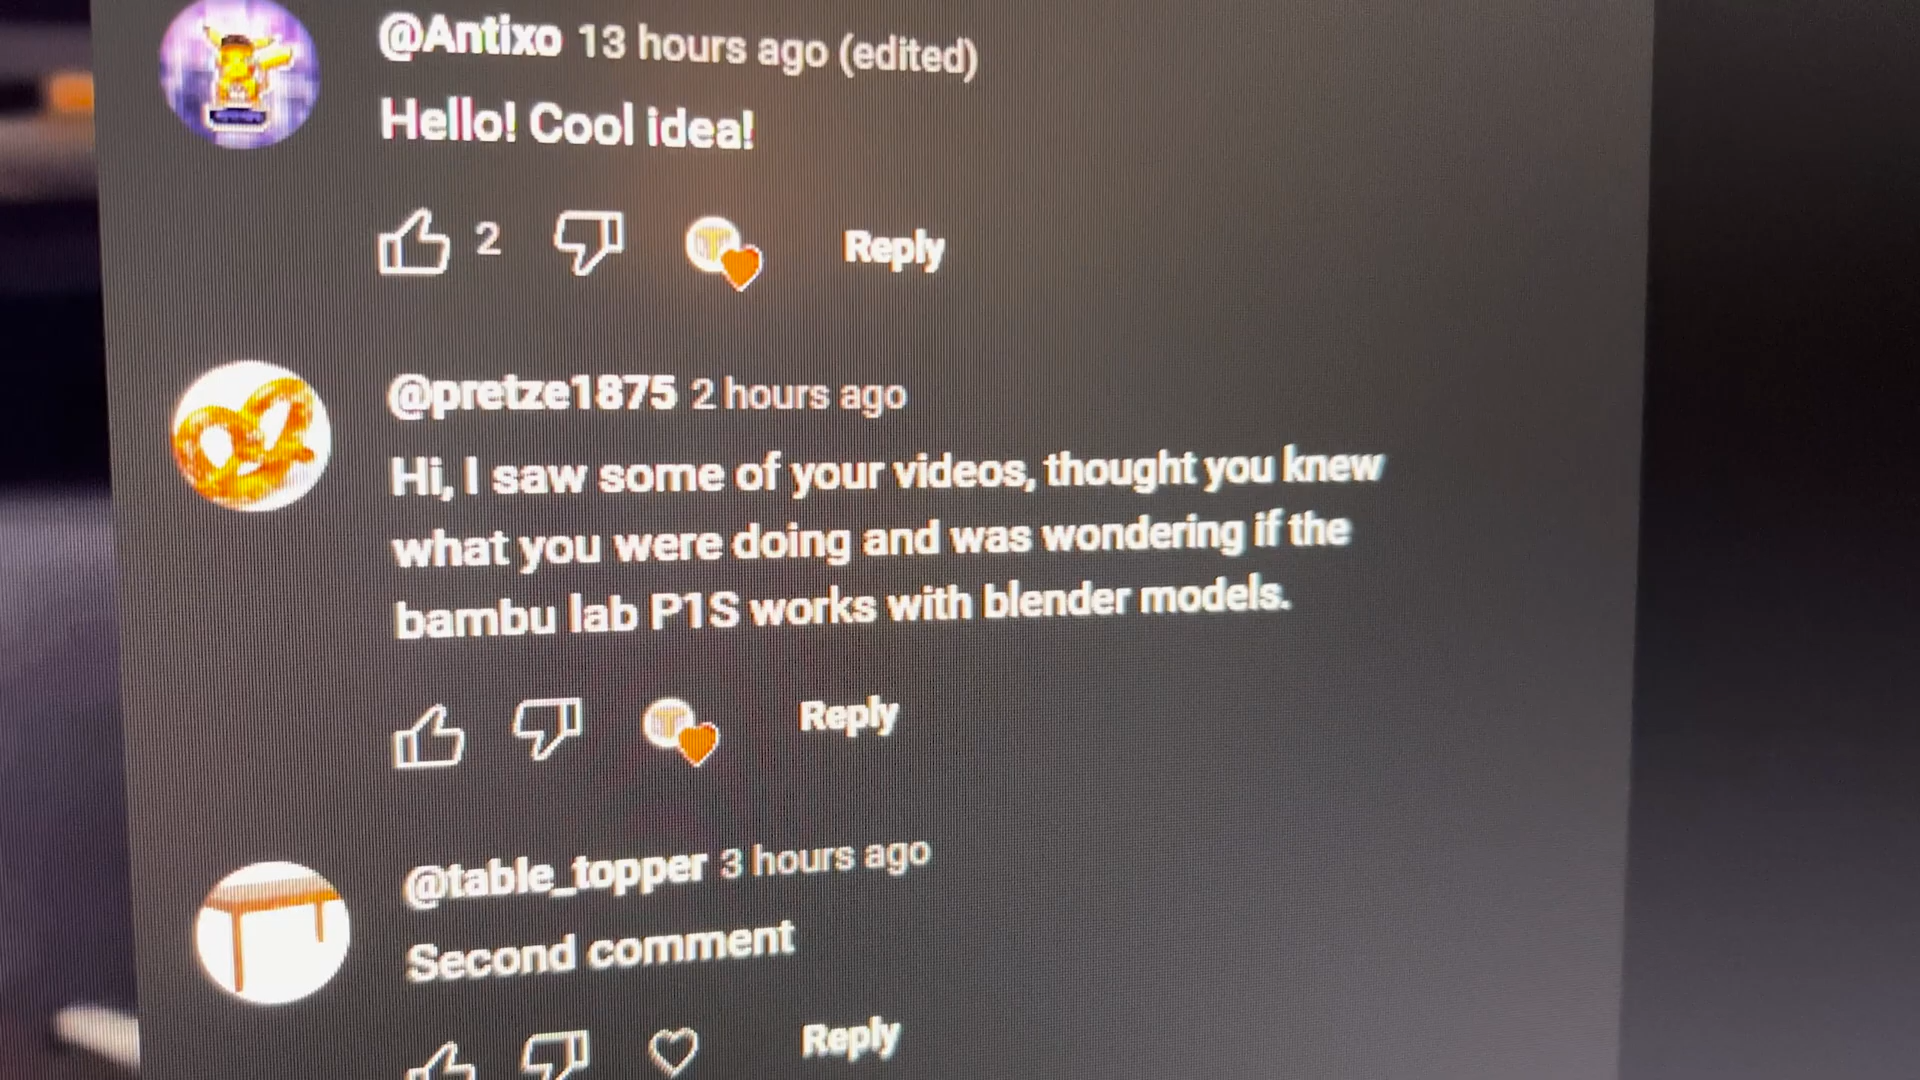 @Antixo 13 hours ago (edited)
Hello! Cool idea!
2 Reply
@pretze1875 2 hours ago
Hi, I saw some of your videos, thought you knew
what you were doing and was wondering if the
bambu lab P1S works with blender models.
Reply
@table_topper 3 hours ago
Second comment
Reply